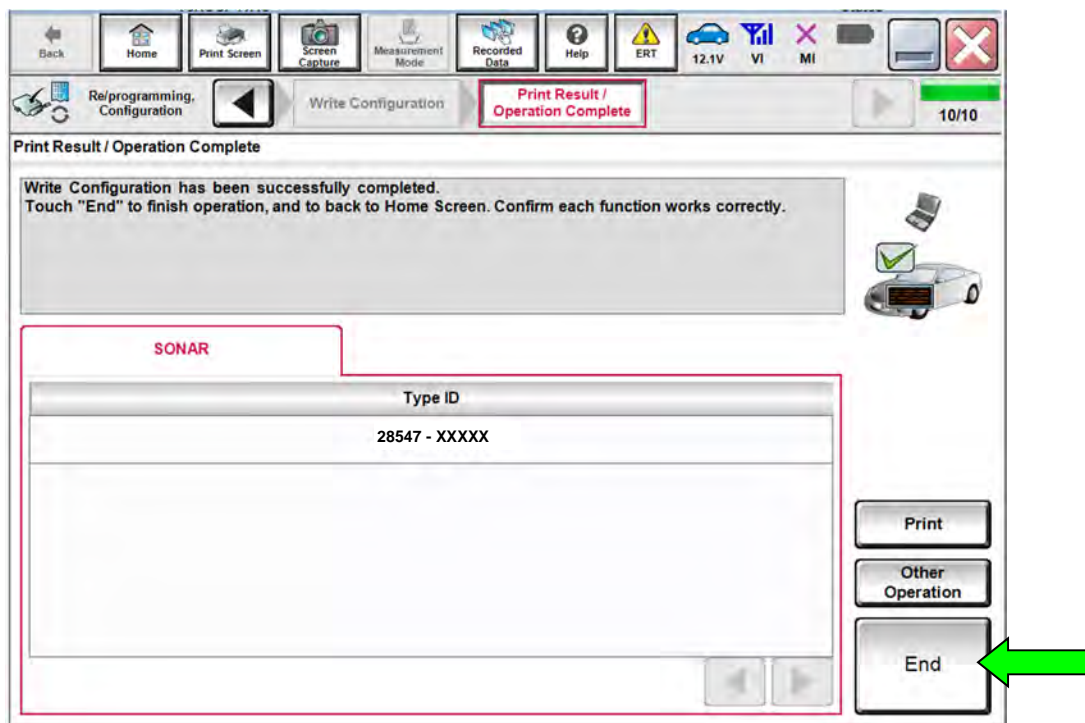 Back
Home
Print Screen
Screen
Capture
Measurement
Mode
Recorded
Data
Help
ERT
12.1V
VI
MI
Re/programming,
Configuration
Write Configuration
Print Result /
Operation Complete
10/10
Print Result / Operation Complete
Write Configuration has been successfully completed.
Touch "End" to finish operation, and to back to Home Screen. Confirm each function works correctly.
SONAR
Type ID
28547 - XXXXX
Print
Other
Operation
End